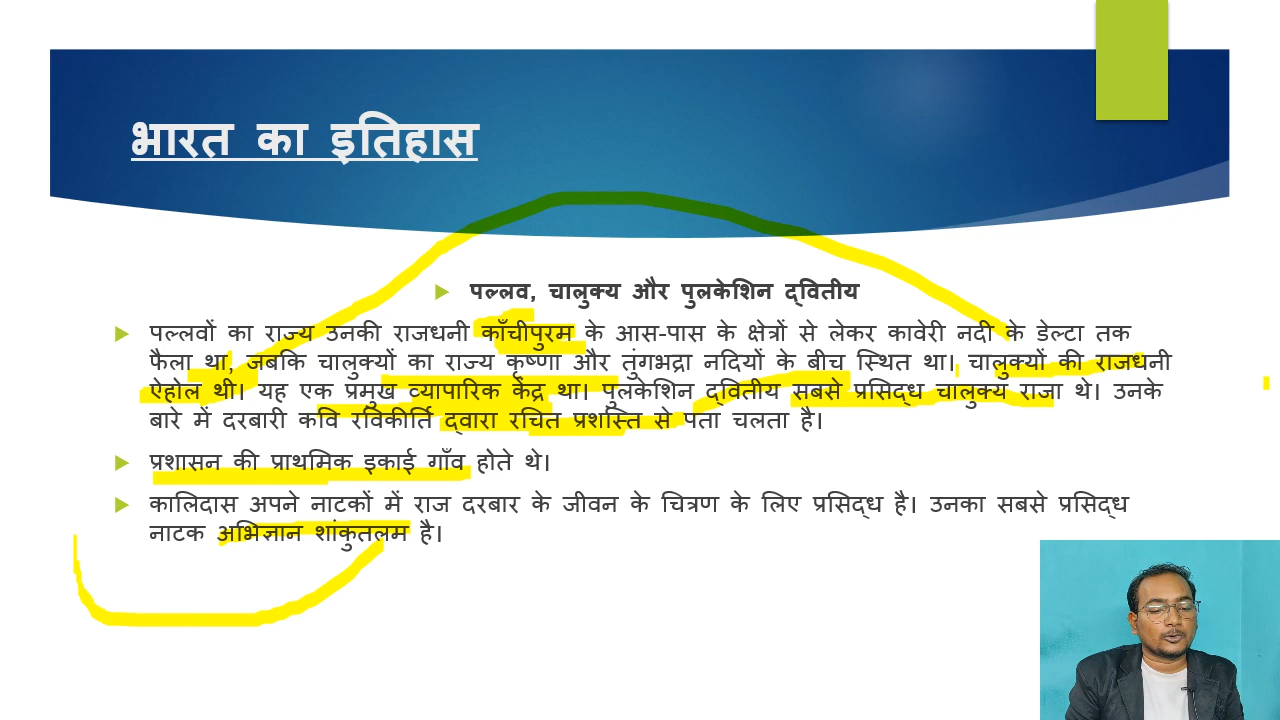 भारत का इतिहास
पल्लव, चालुक्य और पुलकेशिन द्वितीय
पल्लवों का राज्य उनकी राजधनी काँचीपुरम के आस-पास के क्षेत्रों से लेकर कावेरी नदी के डेल्टा तक
फैला था, जबकि चालुक्यों का राज्य कृष्णा और तुंगभद्रा नदियों के बीच स्थित था। चालुक्यों की राजधनी
ऐहोल थी। यह एक प्रमुख व्यापारिक केंद्र था। पुलकेशिन द्वितीय सबसे प्रसिद्ध चालुक्य राजा थे। उनके
बारे में दरबारी कवि रविकीर्ति द्वारा रचित प्रशस्ति से पता चलता है।
प्रशासन की प्राथमिक इकाई गाँव होते थे।
कालिदास अपने नाटकों में राज दरबार के जीवन के चित्रण के लिए प्रसिद्ध है। उनका सबसे प्रसिद्ध
नाटक अभिज्ञान शांकुतलम है।